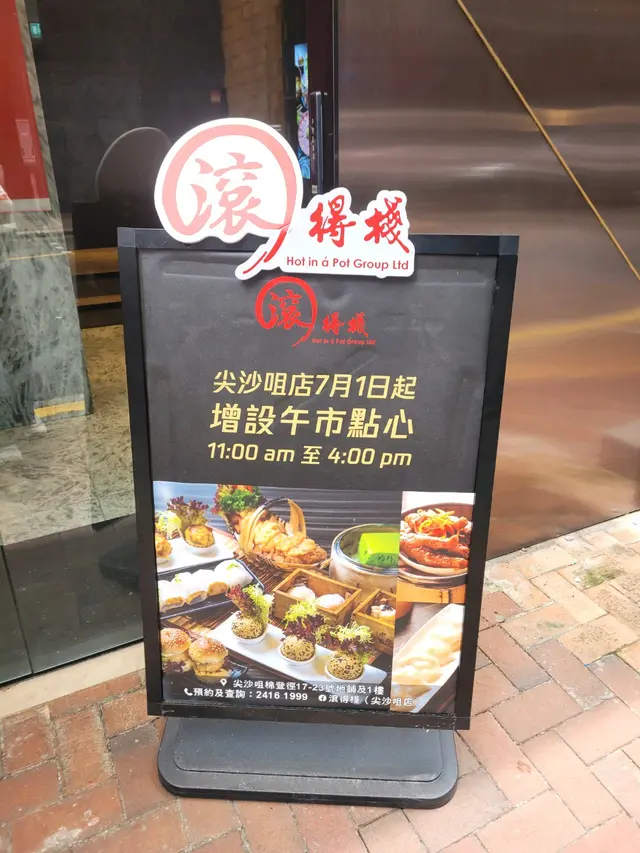 滾得棧
Hot in á Pot Group Ltd
滾得棧
Hot in á Pot Group Ltd
尖沙咀店7月1日起
增設午市點心
11:00 am 至 4:00 pm
尖沙咀棉登徑17-23號地鋪及1樓
預約及查詢：2416 1999 滾得棧（尖沙咀店